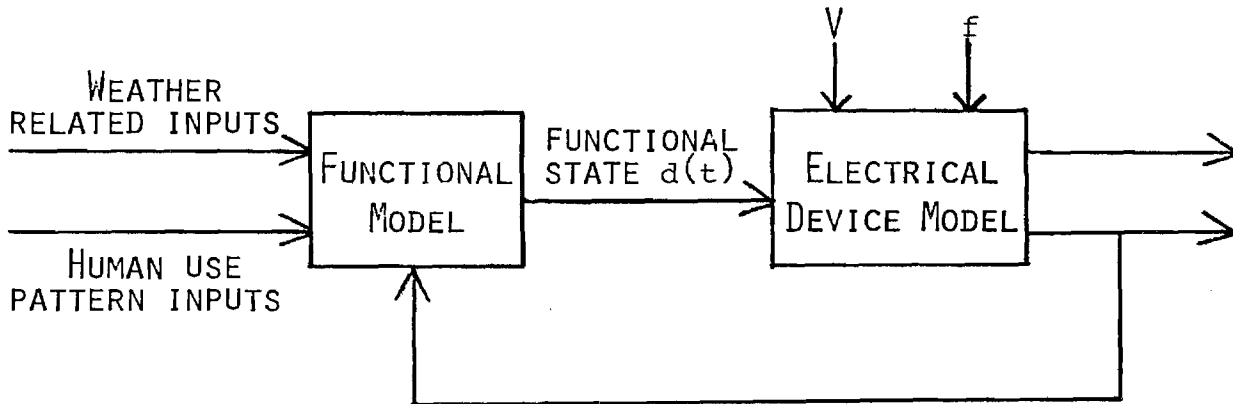 V
f
WEATHER
RELATED INPUTS
FUNCTIONAL
MODEL
FUNCTIONAL
STATE d(t)
ELECTRICAL
DEVICE MODEL
HUMAN USE
PATTERN INPUTS